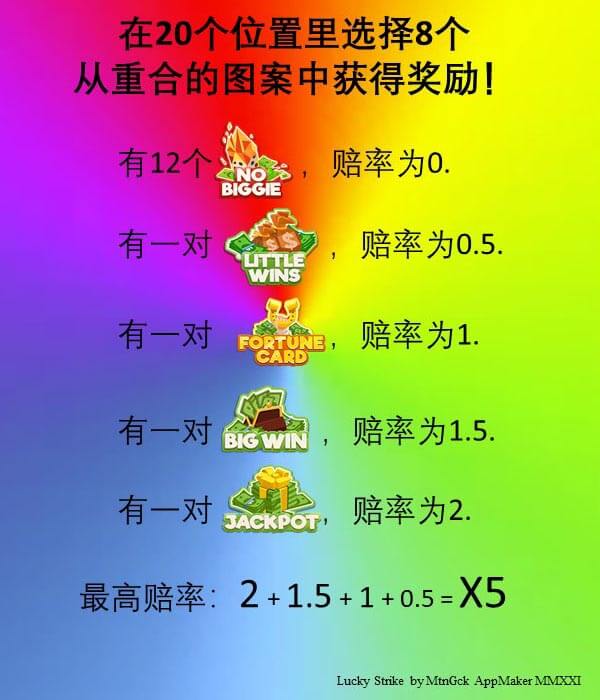 在20个位置里选择8个
从重合的图案中获得奖励！
有12个 NO BIGGIE ， 赔率为0.
有一对 LITTLE WINS ， 赔率为0.5.
有一对 FORTUNE CARD ， 赔率为1.
有一对 BIG WIN ， 赔率为1.5.
有一对 JACKPOT ， 赔率为2.
最高赔率： 2 + 1.5 + 1 + 0.5 = X5
Lucky Strike by MtnGck AppMaker MMXXI